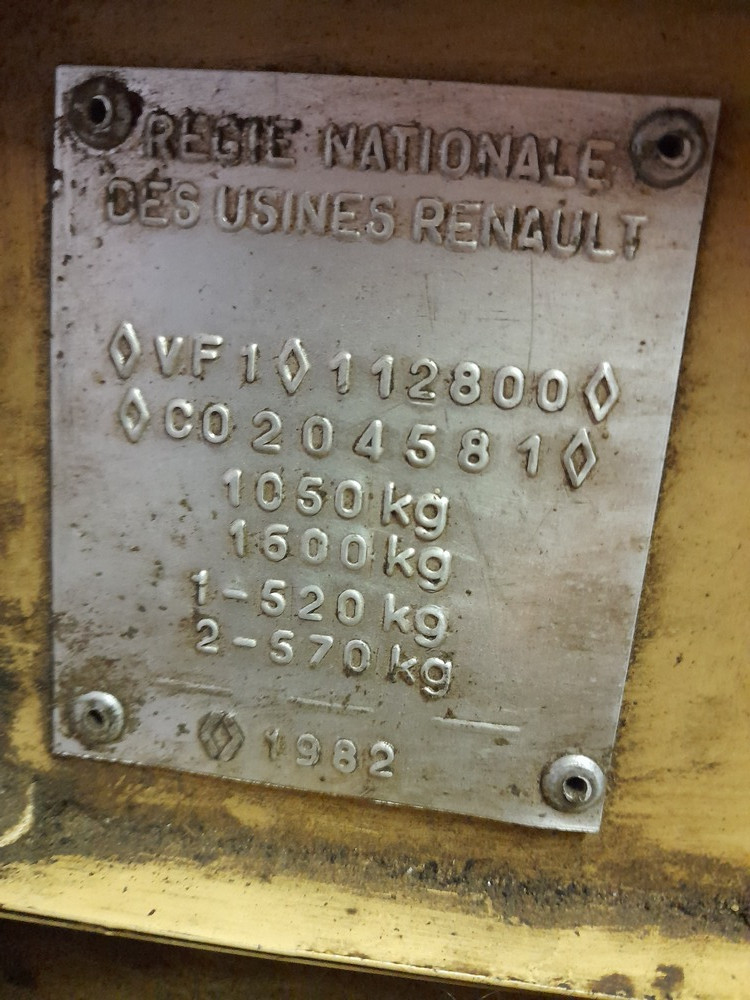 REGIE NATIONALE
DES USINES RENAULT
◊VF1◊112800◊
◊C0204581◊
1050 kg
1600 kg
1-520 kg
2-570 kg
1982